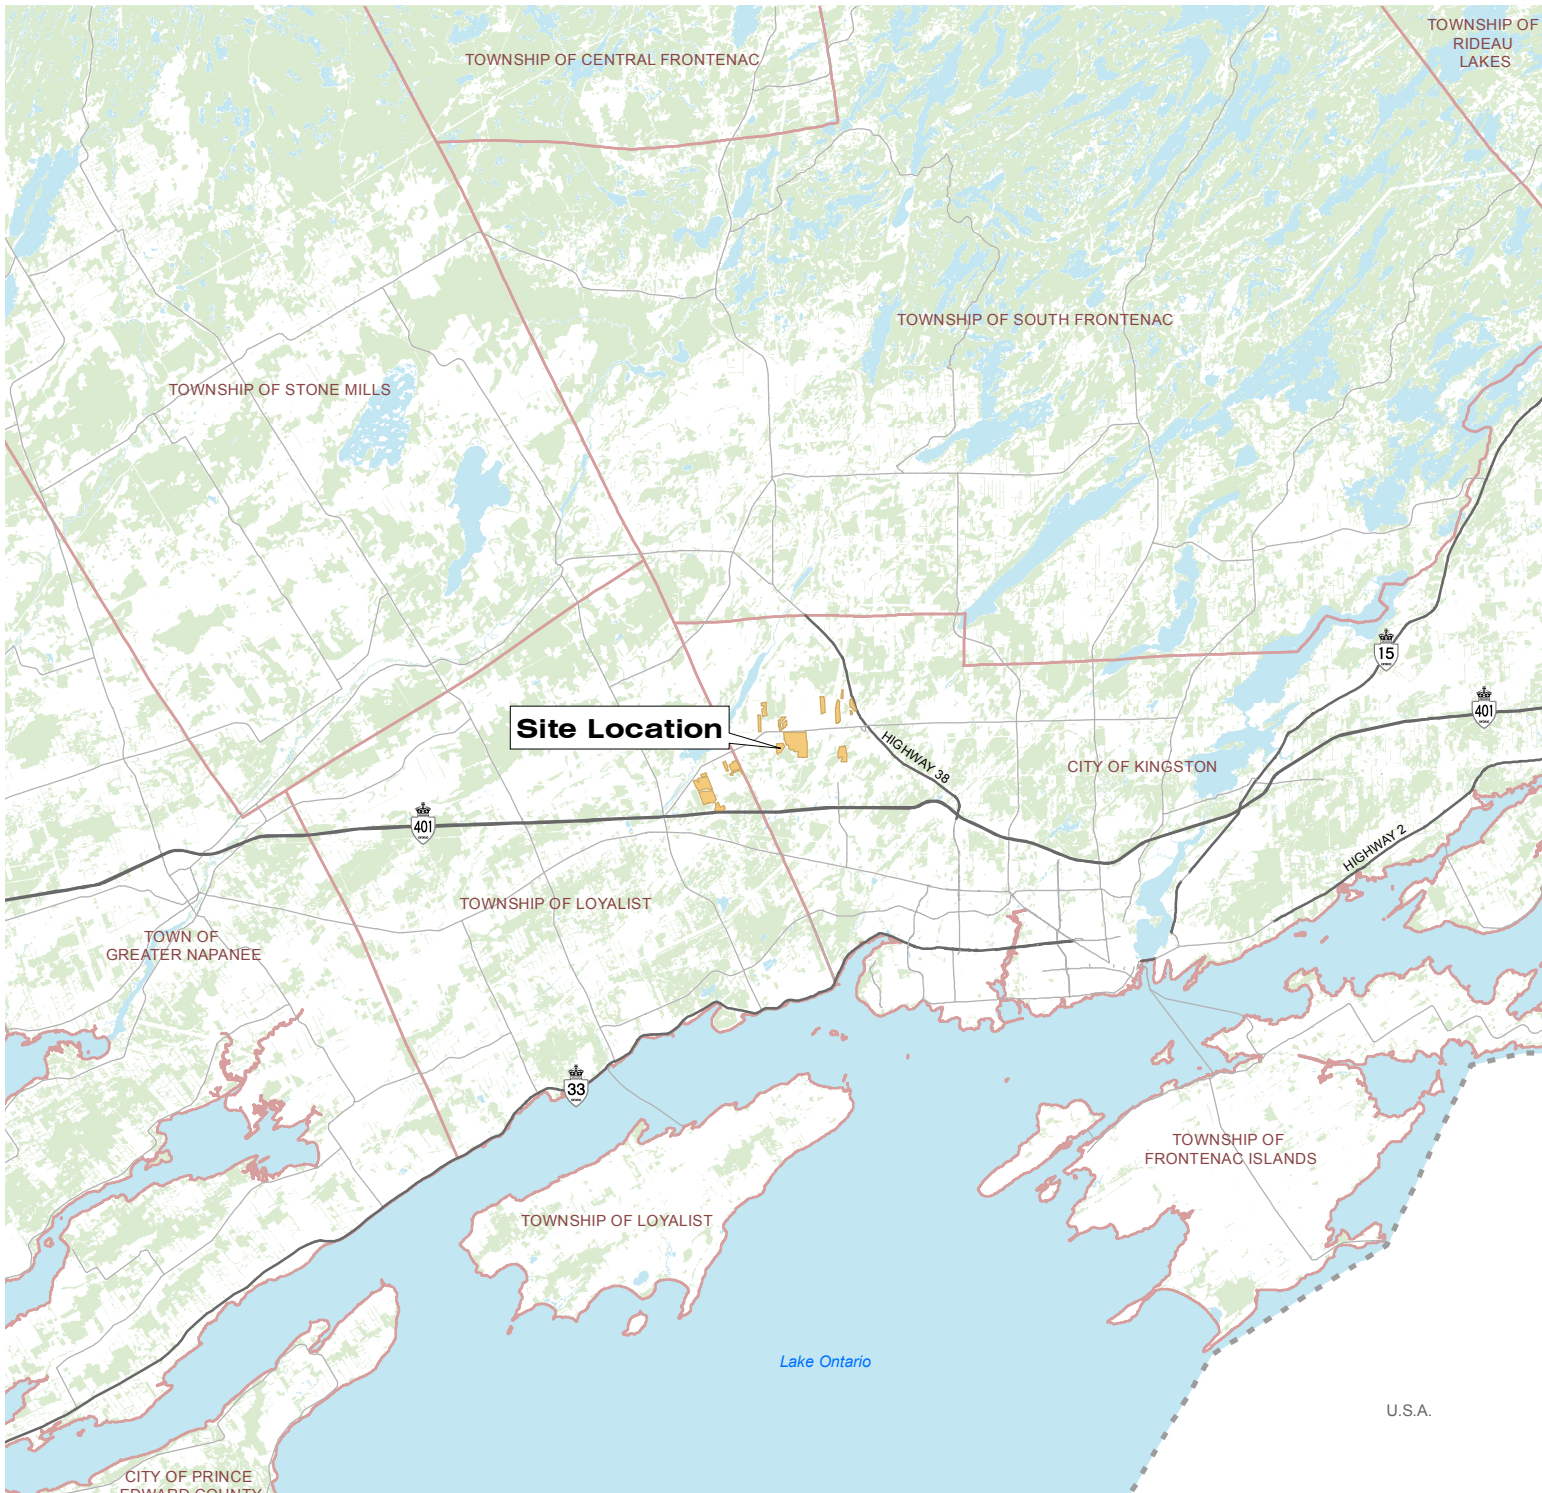 TOWNSHIP OF
RIDEAU
LAKES
TOWNSHIP OF CENTRAL FRONTENAC
TOWNSHIP OF SOUTH FRONTENAC
TOWNSHIP OF STONE MILLS
15
401
Site Location
HIGHWAY 38
CITY OF KINGSTON
401
HIGHWAY 2
TOWNSHIP OF LOYALIST
TOWN OF
GREATER NAPANEE
33
TOWNSHIP OF
FRONTENAC ISLANDS
TOWNSHIP OF LOYALIST
Lake Ontario
U.S.A.
CITY OF PRINCE
EDWARD COUNTY